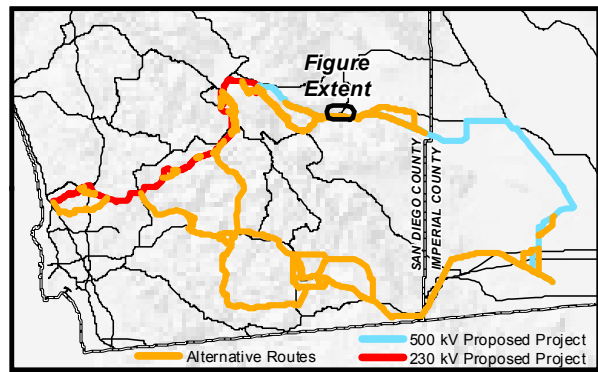 Figure
Extent
SAN DIEGO COUNTY
IMPERIAL COUNTY
500 kV Proposed Project
Alternative Routes
230 kV Proposed Project